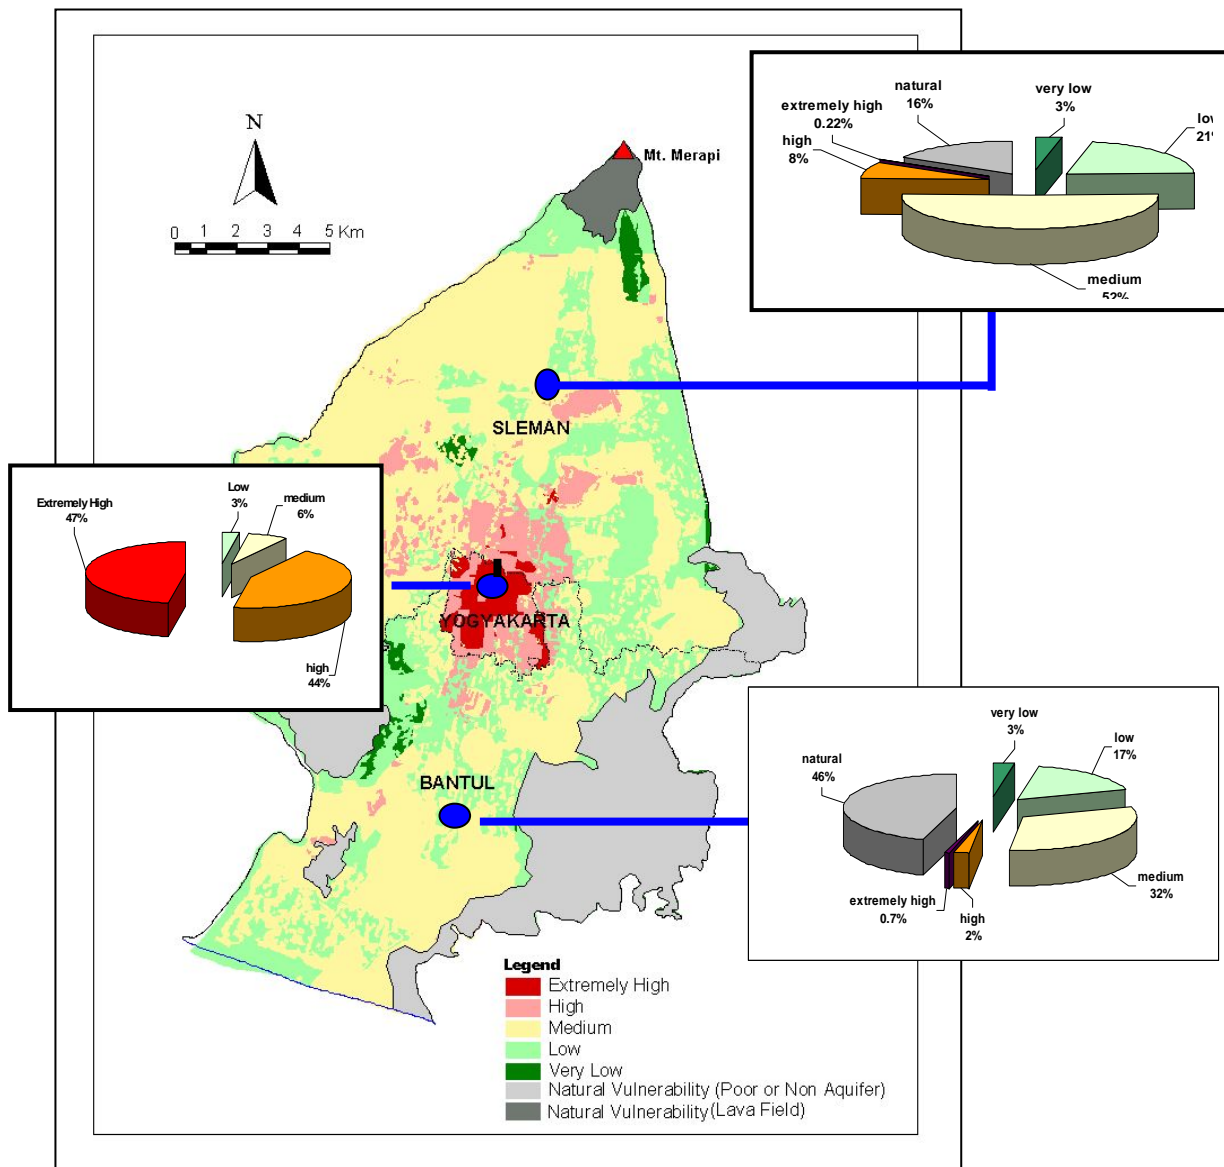 natural
16%
very low
3%
extremely high
0.22%
high
8%
21%
medium
52%
N
0 1 2 3 4 5 Km
Mt. Merapi
SLEMAN
Extremely High
47%
Low
3%
medium
6%
high
44%
YOGYAKARTA
BANTUL
very low
3%
low
17%
natural
46%
medium
32%
extremely high
0.7%
high
2%
Legend
Extremely High
High
Medium
Low
Very Low
Natural Vulnerability (Poor or Non Aquifer)
Natural Vulnerability (Lava Field)